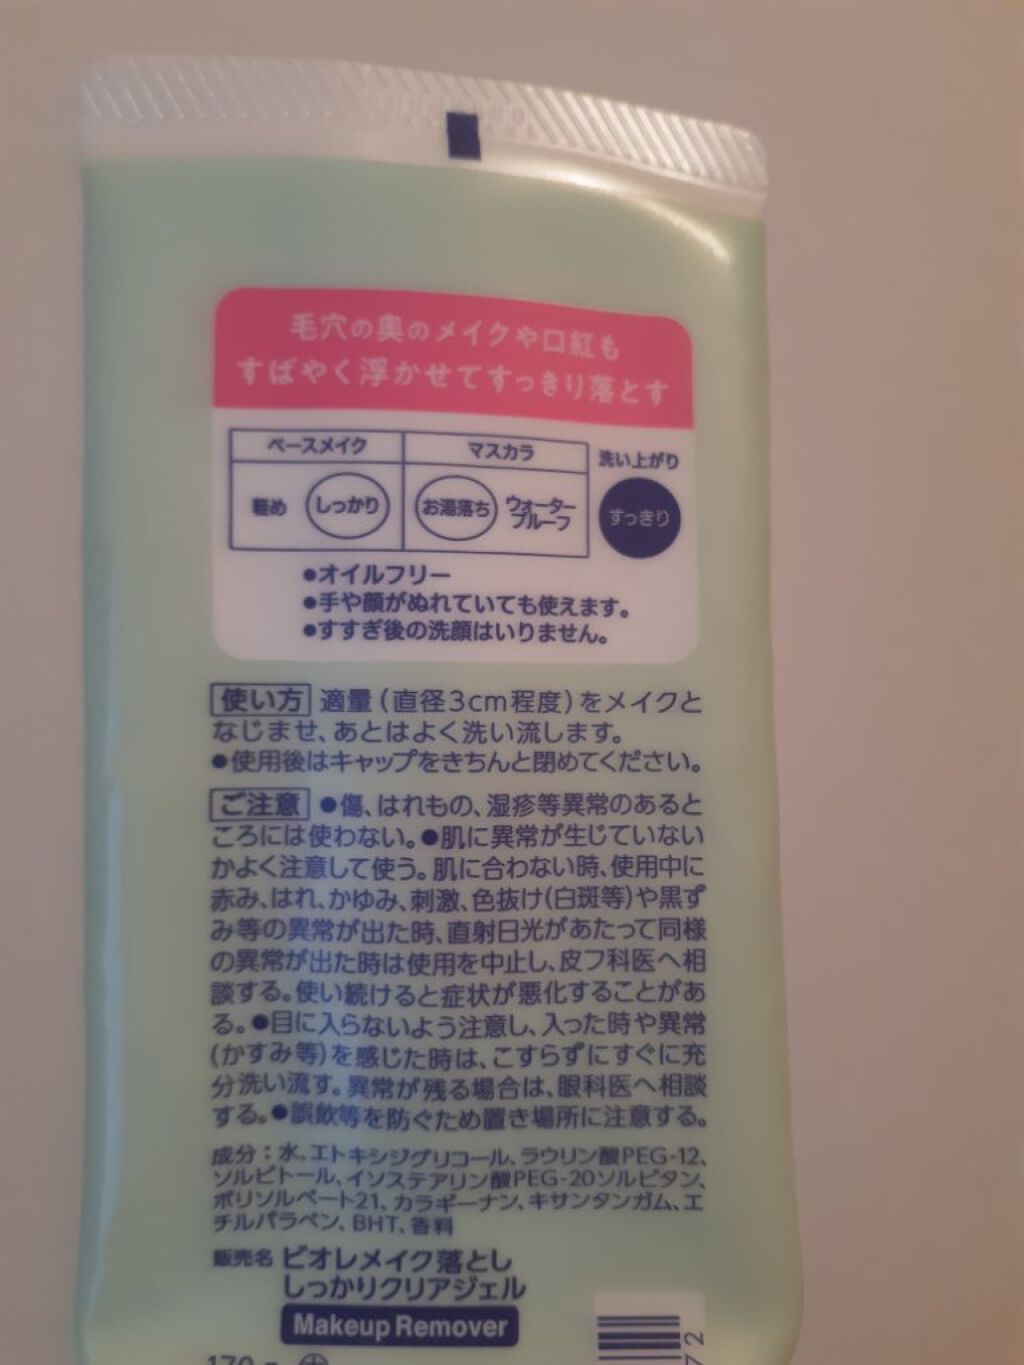 毛穴の奥のメイクや口紅も
すばやく浮かせてすっきり落とす
ベースメイク マスカラ 洗い上がり
軽め しっかり お湯落ち ウォータープルーフ すっきり
●オイルフリー
●手や顔がぬれていても使えます。
●すすぎ後の洗顔はいりません。
使い方 適量(直径3cm程度)をメイクと
なじませ、あとはよく洗い流します。
●使用後はキャップをきちんと閉めてください。
ご注意 ●傷、はれもの、湿疹等異常のあると
ころには使わない。●肌に異常が生じていない
かよく注意して使う。肌に合わない時、使用中に
赤み、はれ、かゆみ、刺激、色抜け(白斑等)や黒ず
み等の異常が出た時、直射日光があたって同様
の異常が出た時は使用を中止し、皮フ科医へ相
談する。使い続けると症状が悪化することがあ
る。●目に入らないよう注意し、入った時や異常
(かすみ等)を感じた時は、こすらずにすぐに充
分洗い流す。異常が残る場合は、眼科医へ相談
する。●誤飲等を防ぐため置き場所に注意する。
成分：水、エトキシジグリコール、ラウリン酸PEG-12、
ソルビトール、イソステアリン酸PEG-20ソルビタン、
ポリソルベート21、カラギーナン、キサンタンガム、エ
チルパラベン、BHT、香料
販売名 ビオレメイク落とし
しっかりクリアジェル
Makeup Remover
170g
72